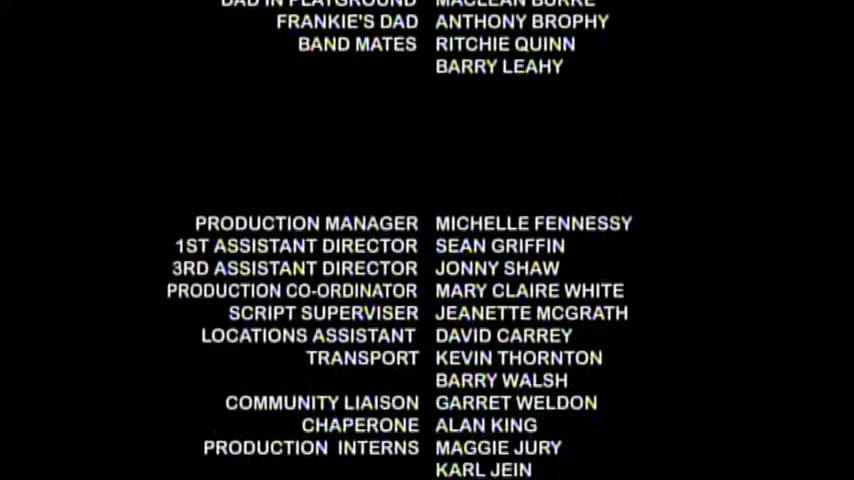 DAD IN PLAYGROUND MACLEAN BURKE
FRANKIE'S DAD ANTHONY BROPHY
BAND MATES RITCHIE QUINN
BARRY LEAHY
PRODUCTION MANAGER MICHELLE FENNESSY
1ST ASSISTANT DIRECTOR SEAN GRIFFIN
3RD ASSISTANT DIRECTOR JONNY SHAW
PRODUCTION CO-ORDINATOR MARY CLAIRE WHITE
SCRIPT SUPERVISER JEANETTE MCGRATH
LOCATIONS ASSISTANT DAVID CARREY
TRANSPORT KEVIN THORNTON
BARRY WALSH
COMMUNITY LIAISON GARRET WELDON
CHAPERONE ALAN KING
PRODUCTION INTERNS MAGGIE JURY
KARL JEIN